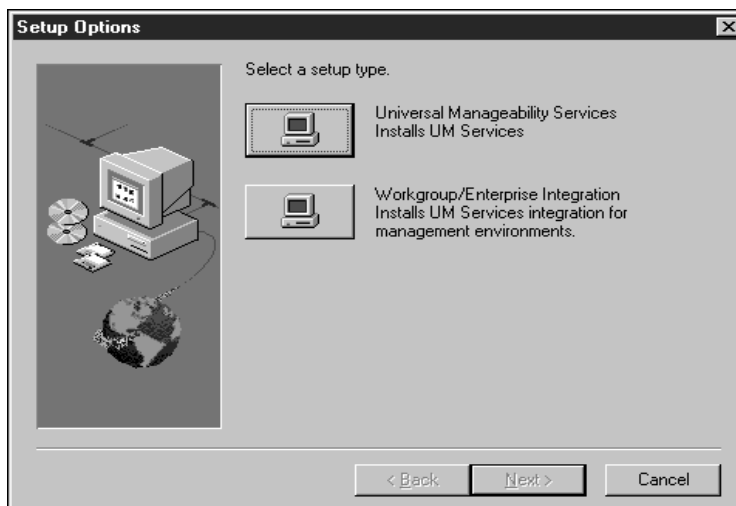 Setup Options
Select a setup type.
Universal Manageability Services
Installs UM Services
Workgroup/Enterprise Integration
Installs UM Services integration for
management environments.
< Back
Next >
Cancel